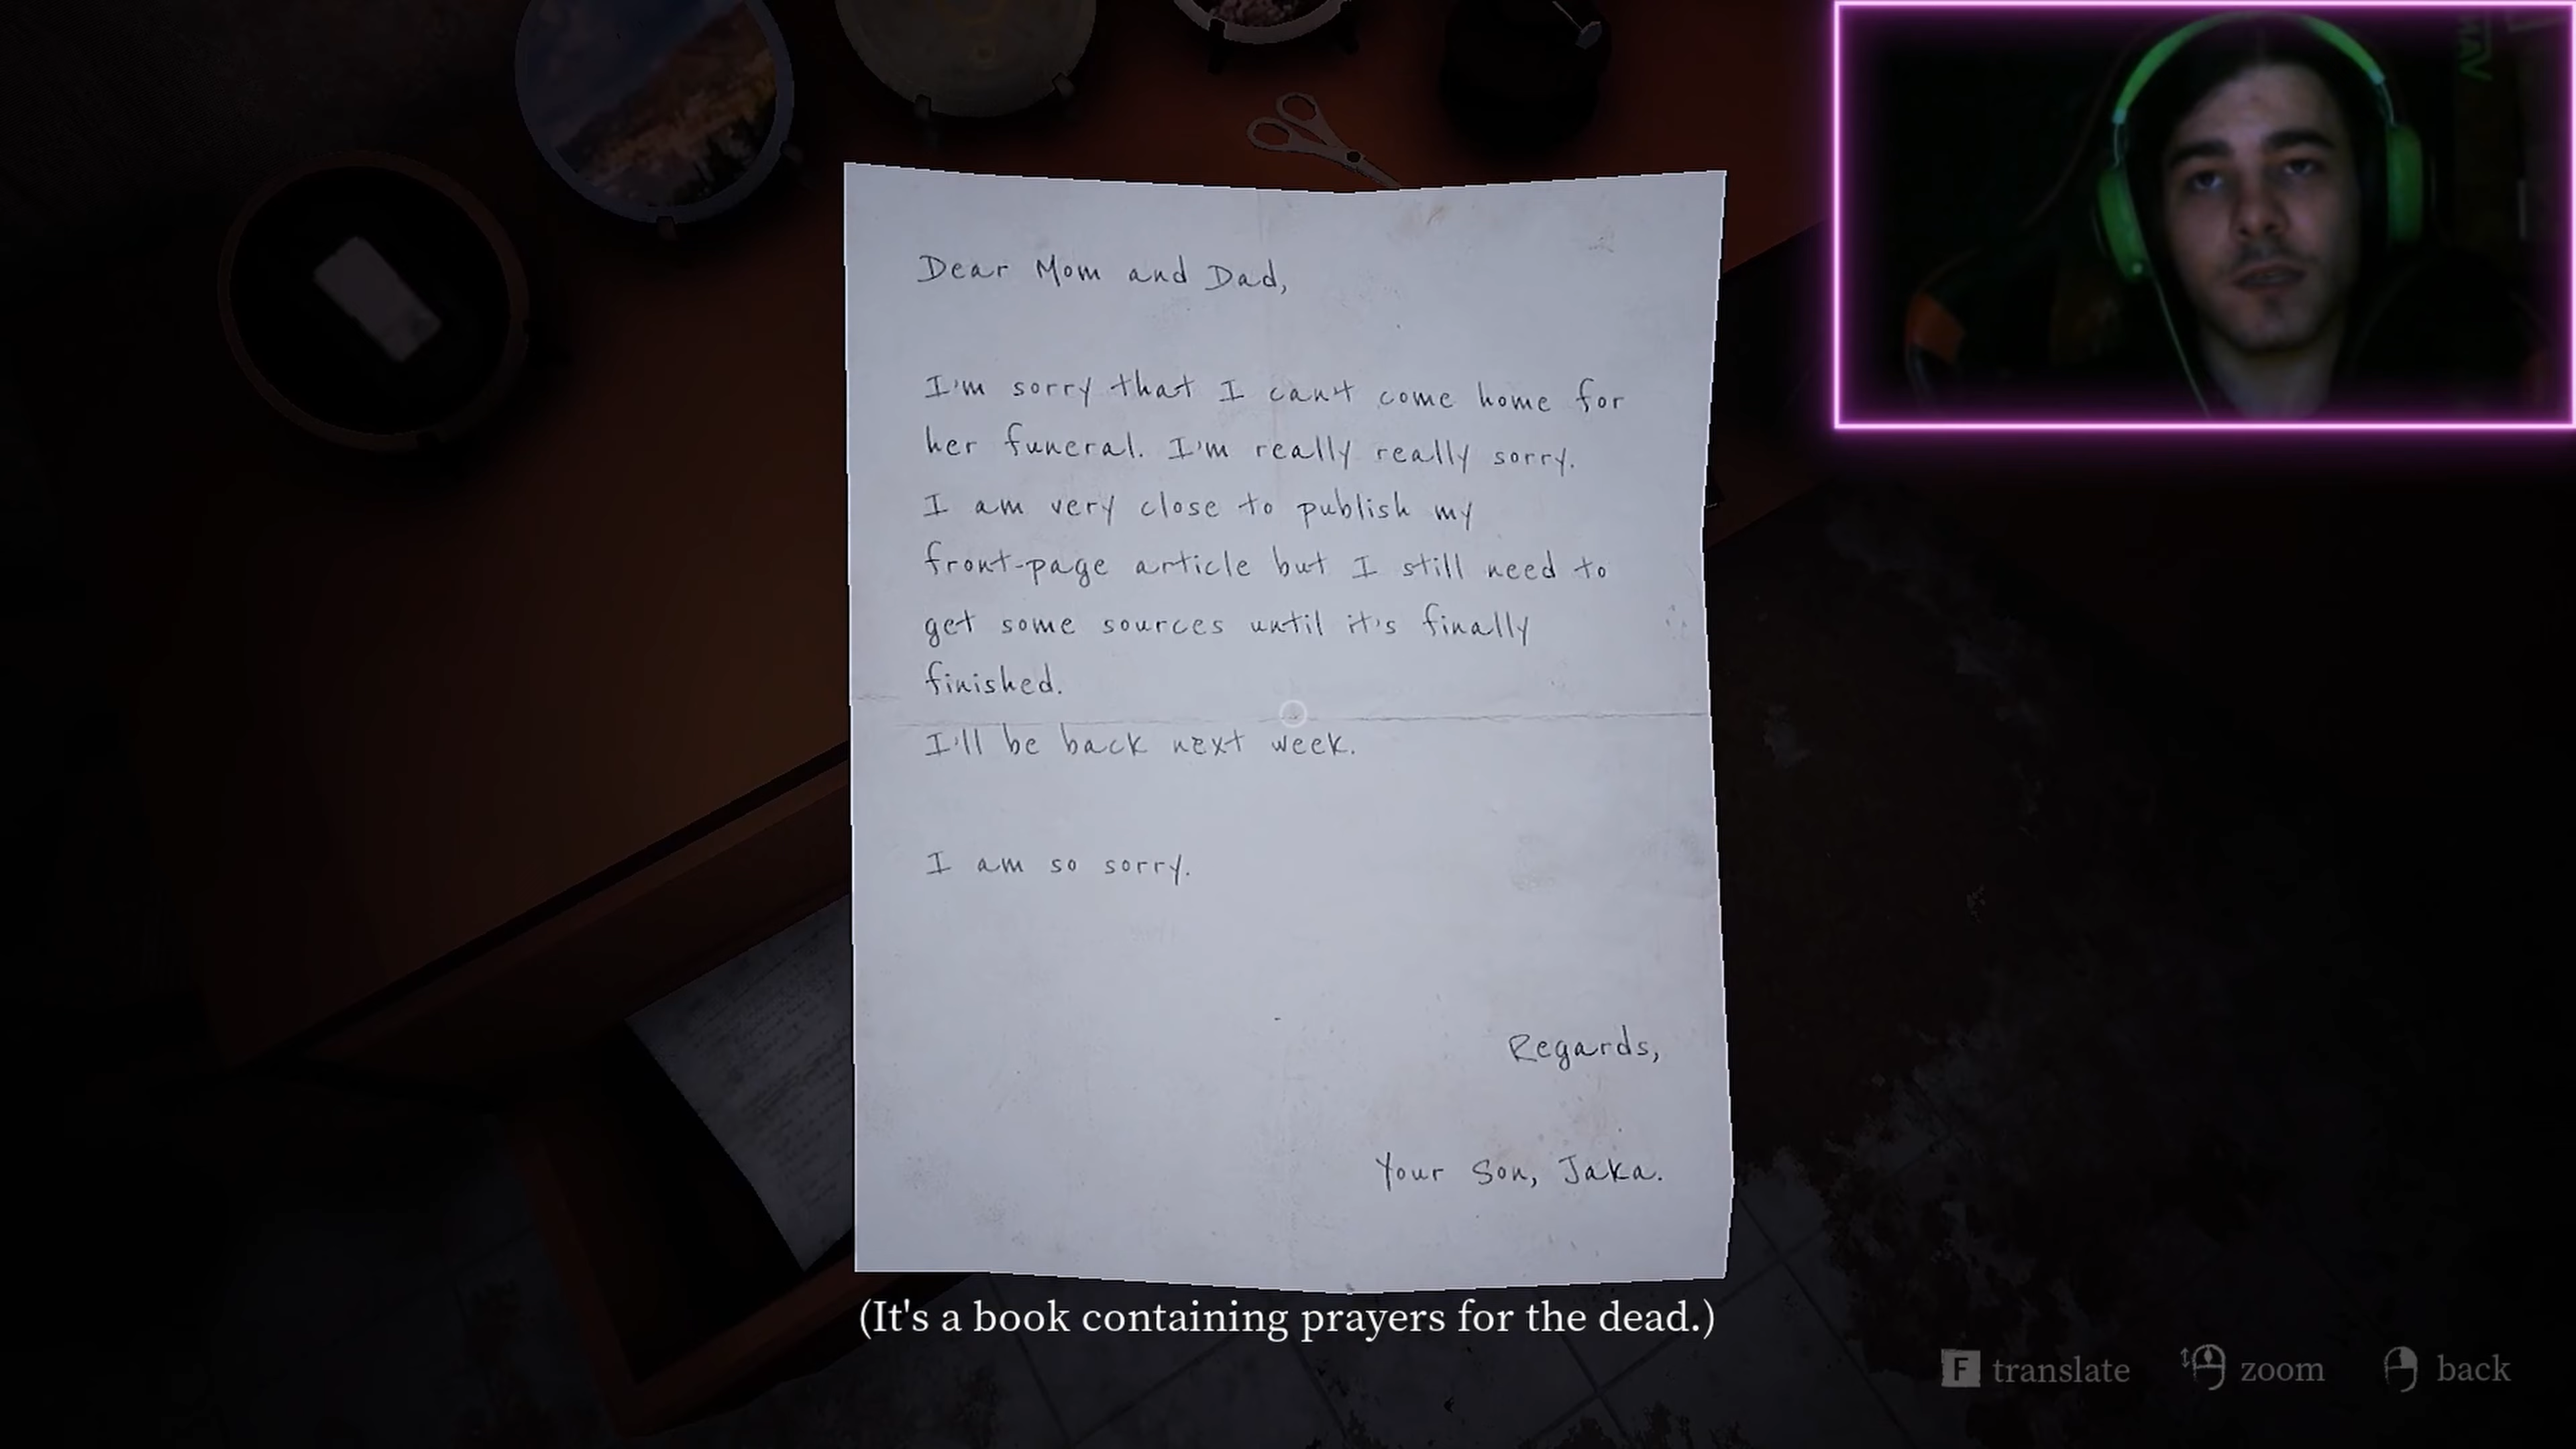 Dear Mom and Dad,
I'm sorry that I can't come home for
her funeral. I'm really really sorry.
I am very close to publish my
front-page article but I still need to
get some sources until it's finally
finished.
I'll be back next week.
I am so sorry.
Regards,
Your Son, Jaka.
(It's a book containing prayers for the dead.)
F translate
zoom
back